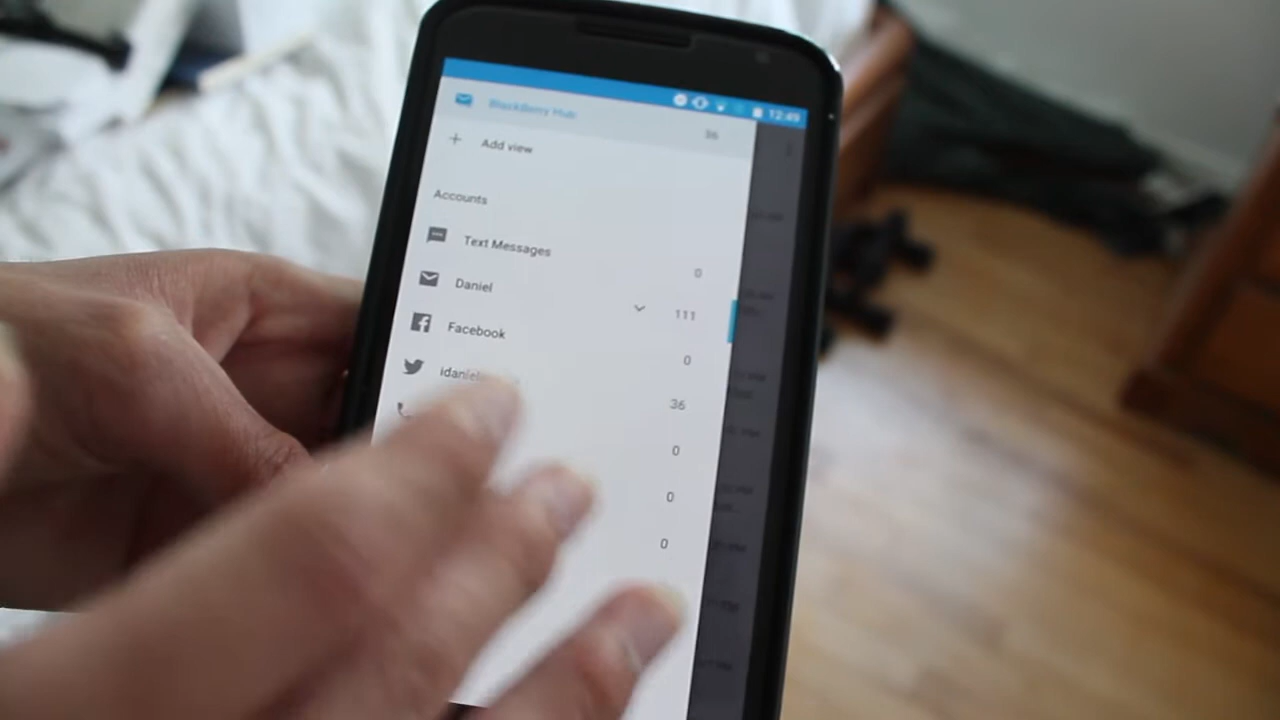 12:49
BlackBerry Hub 36
Add view
Accounts
Text Messages 0
Daniel 111
Facebook 0
36
0
0
0